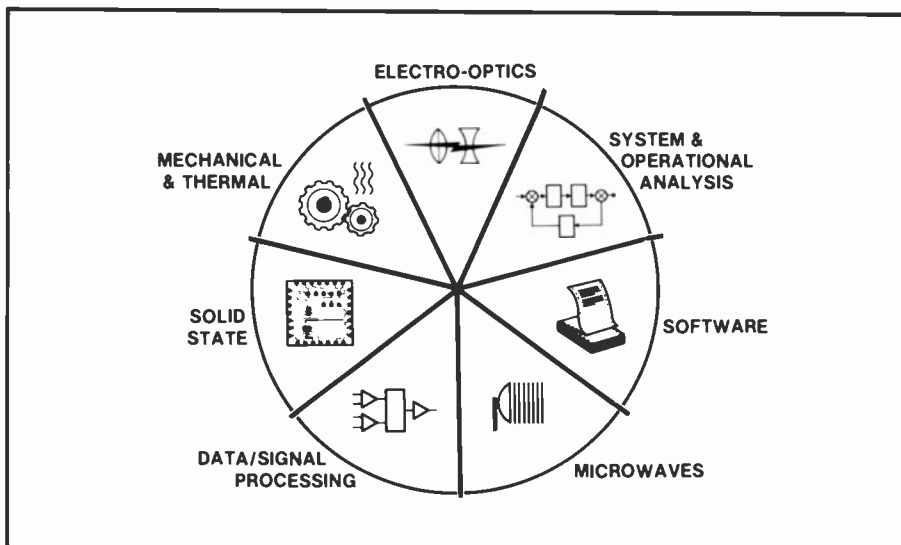 ELECTRO-OPTICS
SYSTEM &
OPERATIONAL
ANALYSIS
SOFTWARE
MICROWAVES
DATA/SIGNAL
PROCESSING
SOLID
STATE
MECHANICAL
& THERMAL